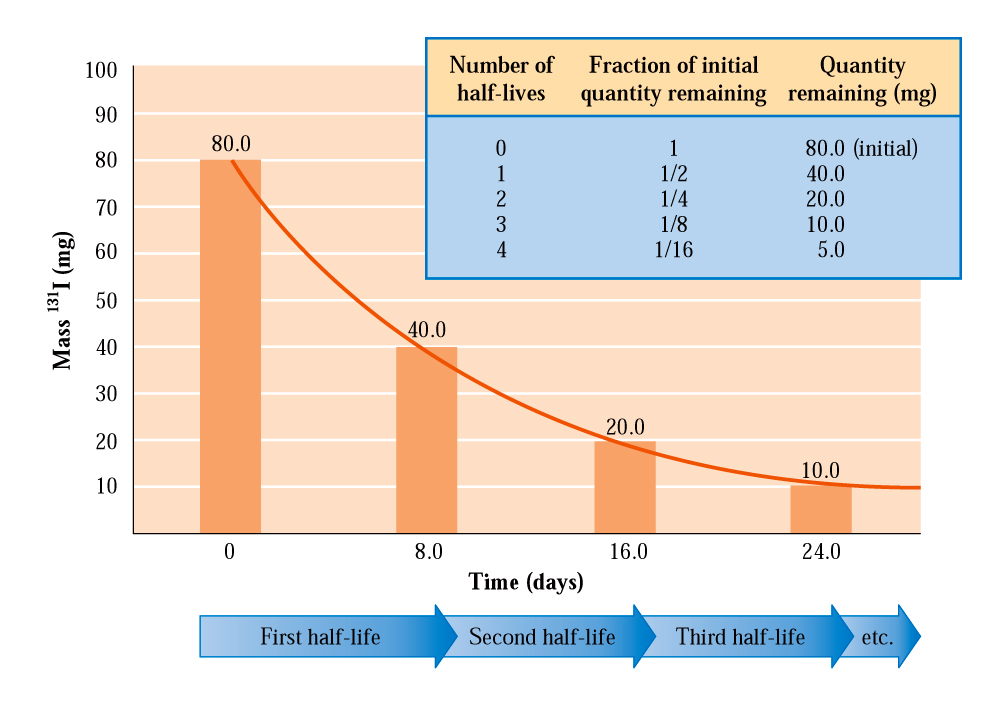 Number of half-lives
Fraction of initial quantity remaining
Quantity remaining (mg)
0 1 80.0 (initial)
1 1/2 40.0
2 1/4 20.0
3 1/8 10.0
4 1/16 5.0
Mass ¹³¹I (mg)
100
90
80
70
60
50
40
30
20
10
80.0
40.0
20.0
10.0
0 8.0 16.0 24.0
Time (days)
First half-life Second half-life Third half-life etc.